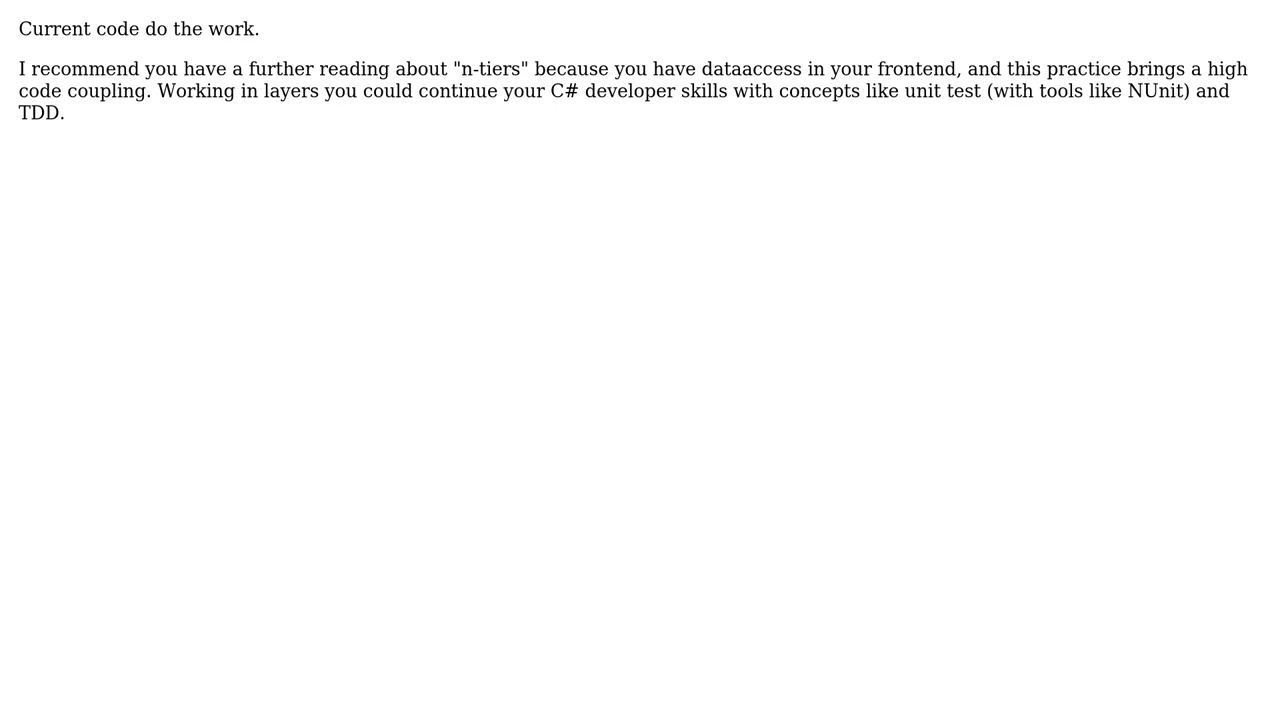 Current code do the work.
I recommend you have a further reading about "n-tiers" because you have dataaccess in your frontend, and this practice brings a high
code coupling. Working in layers you could continue your C# developer skills with concepts like unit test (with tools like NUnit) and
TDD.